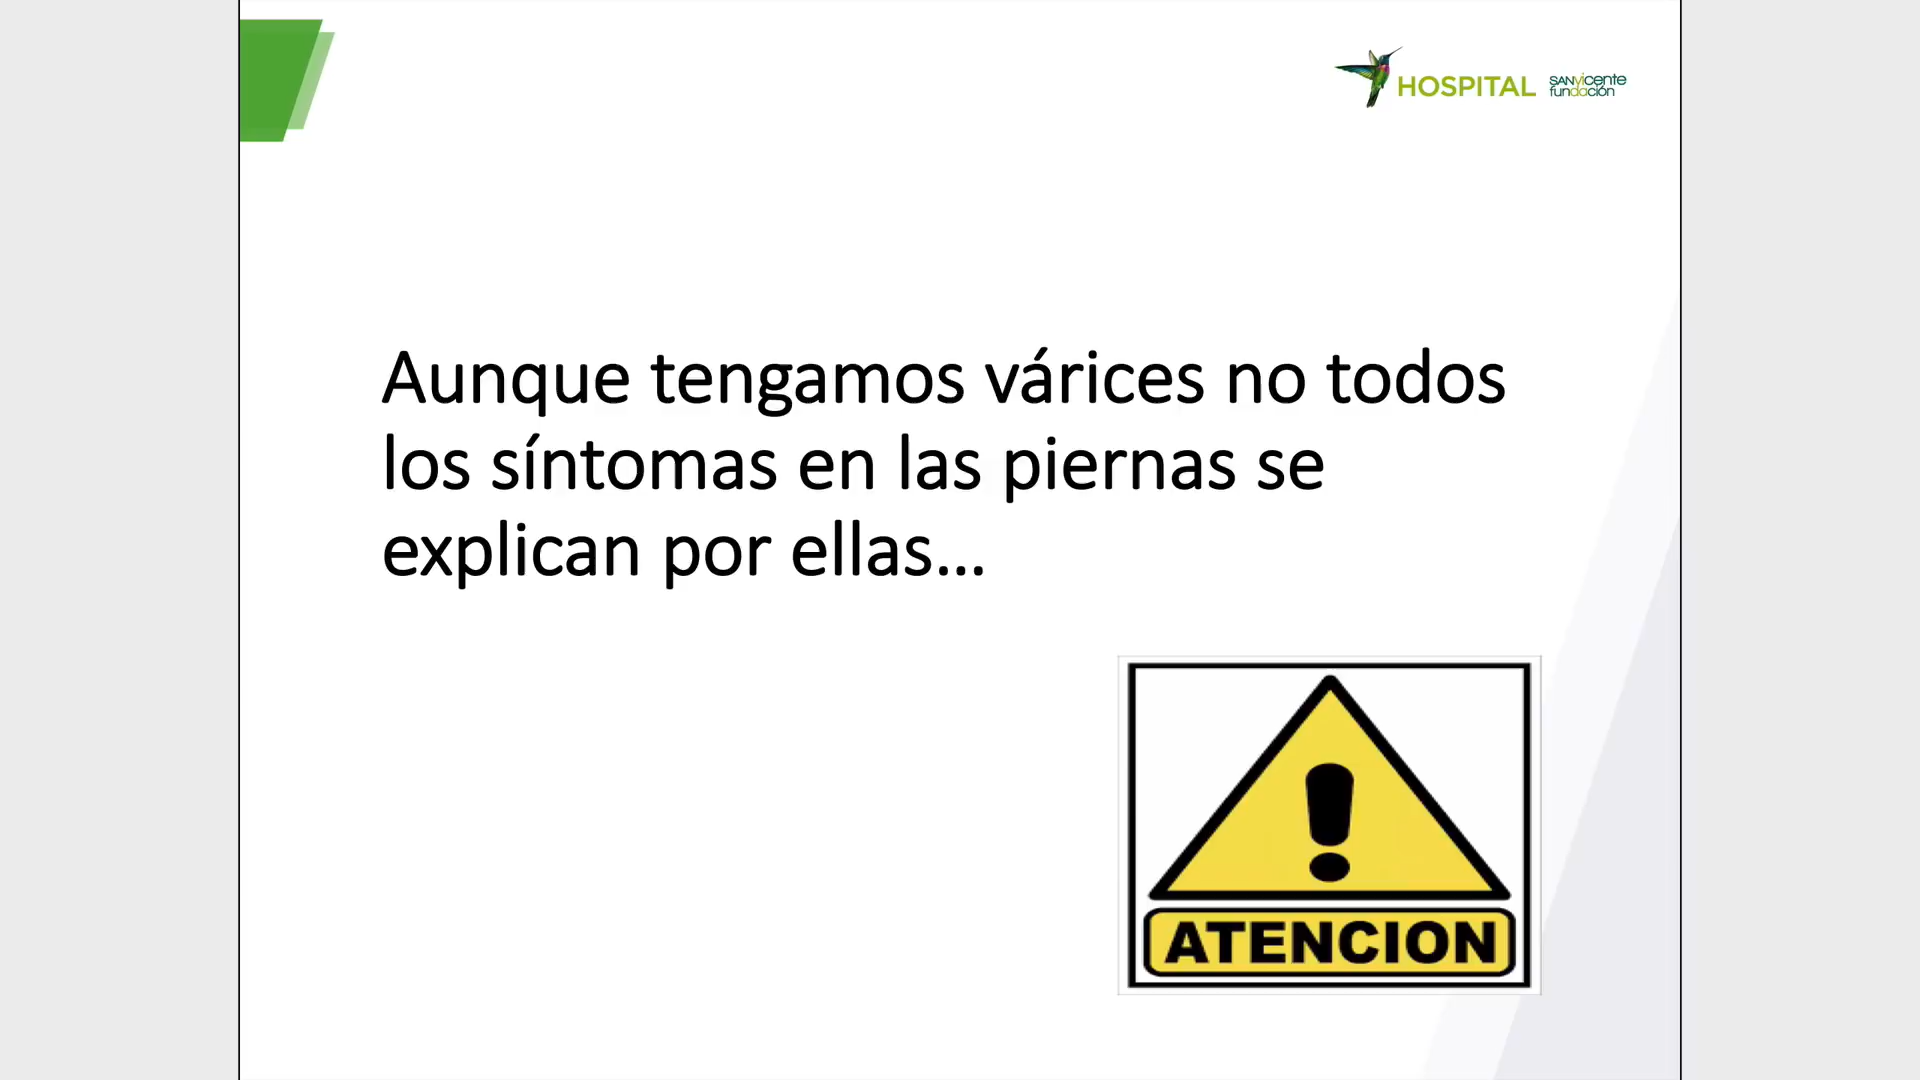 HOSPITAL
SANvicente
fundación
Aunque tengamos várices no todos
los síntomas en las piernas se
explican por ellas...
ATENCION